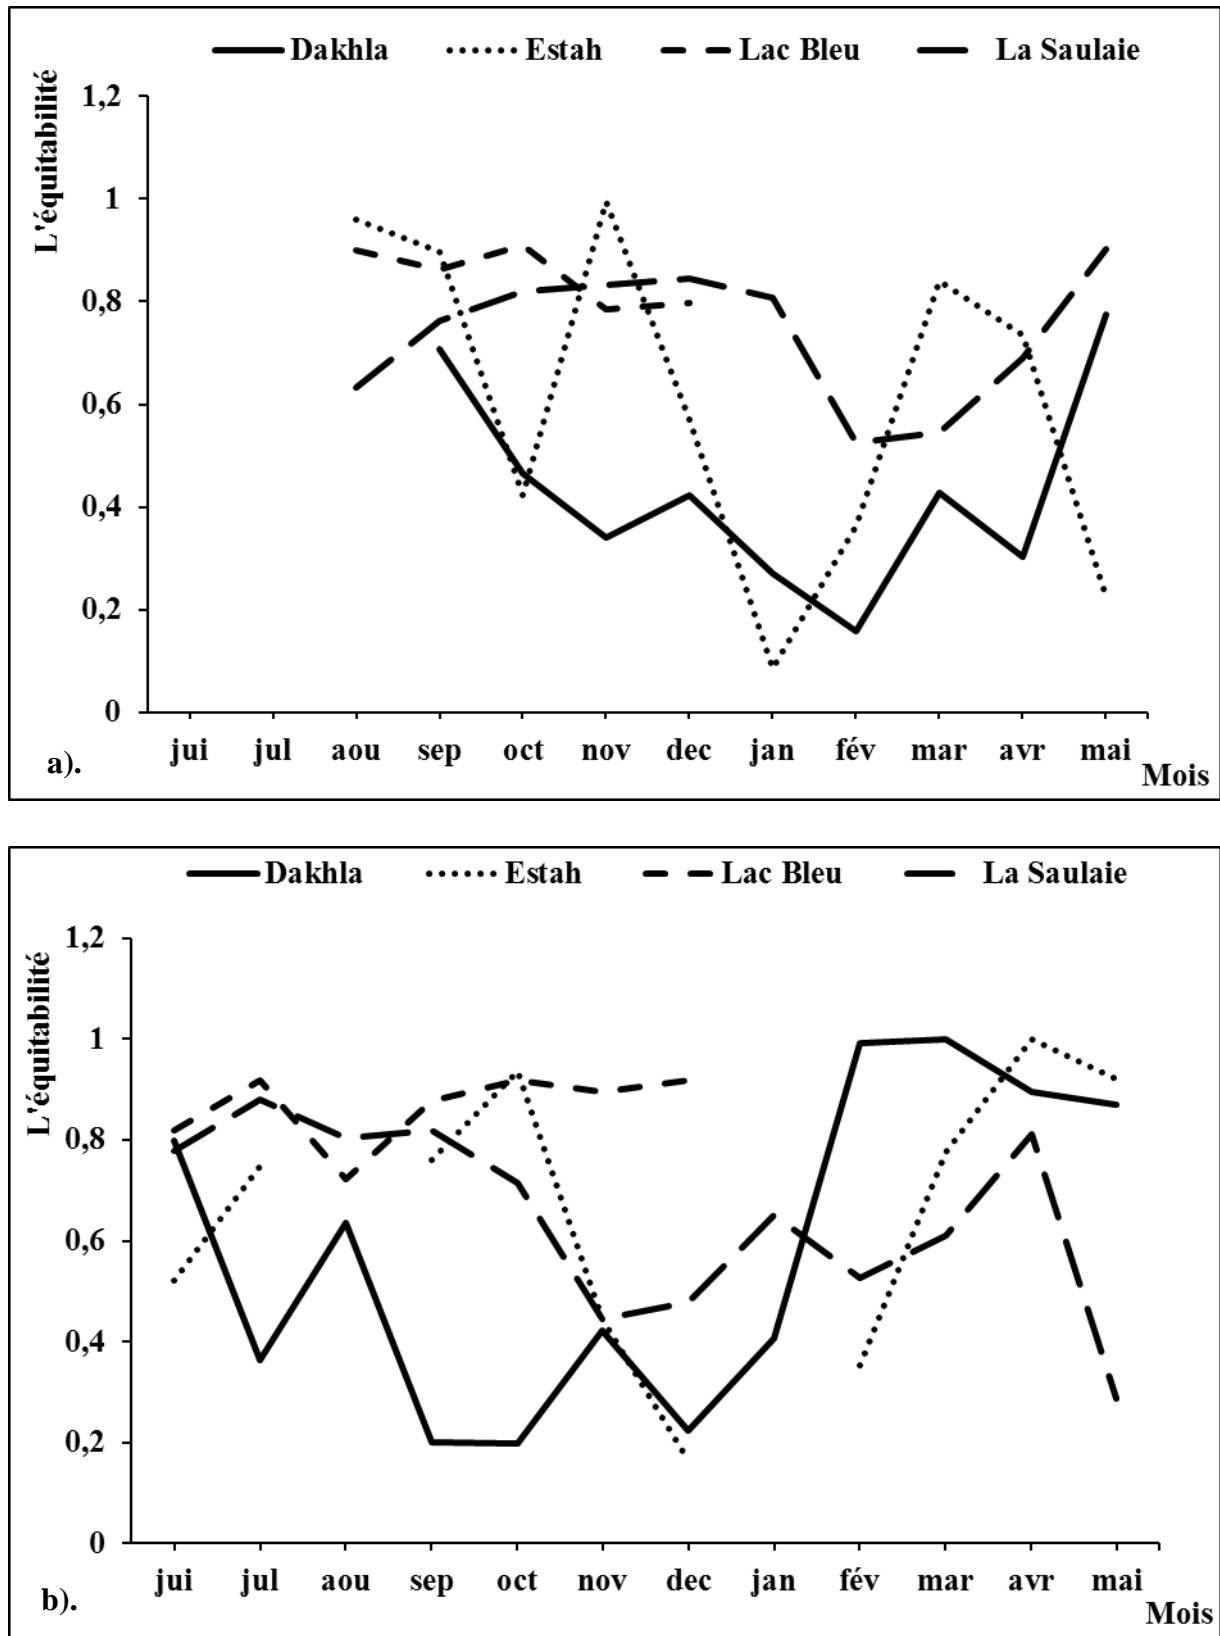 Dakhla Estah Lac Bleu La Saulaie
L'équitabilité
1,2
1
0,8
0,6
0,4
0,2
0
jui jul aou sep oct nov dec jan fév mar avr mai
a).
Mois
Dakhla Estah Lac Bleu La Saulaie
L'équitabilité
1,2
1
0,8
0,6
0,4
0,2
0
jui jul aou sep oct nov dec jan fév mar avr mai
b).
Mois